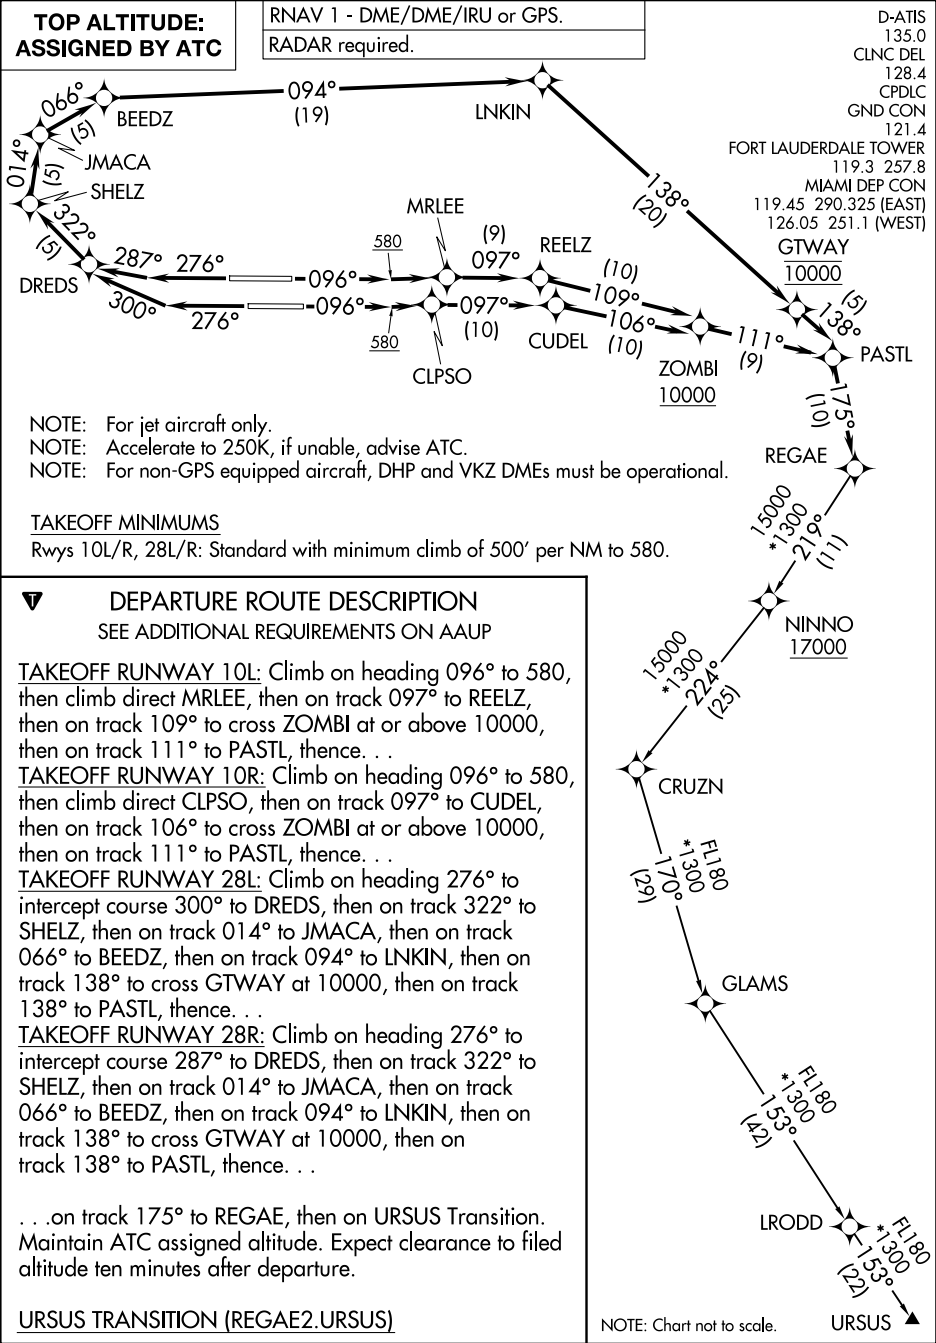 TOP ALTITUDE:
ASSIGNED BY ATC
RNAV 1 - DME/DME/IRU or GPS.
RADAR required.
D-ATIS
135.0
CLNC DEL
128.4
CPDLC
GND CON
121.4
FORT LAUDERDALE TOWER
119.3 257.8
MIAMI DEP CON
119.45 290.325 (EAST)
126.05 251.1 (WEST)
066°
(5)
BEEDZ
094°
(19)
LNKIN
014°
(5)
JMACA
SHELZ
138°
(20)
322°
(5)
MRLEE
GTWAY
10000
(5)
138°
DREDS
287°
276°
096°
580
(9)
097°
REELZ
(10)
109°
300°
276°
096°
580
097°
(10)
CUDEL
106°
(10)
CLPSO
ZOMBI
10000
111°
(9)
PASTL
175°
(10)
REGAE
NOTE: For jet aircraft only.
NOTE: Accelerate to 250K, if unable, advise ATC.
NOTE: For non-GPS equipped aircraft, DHP and VKZ DMEs must be operational.
TAKEOFF MINIMUMS
Rwys 10L/R, 28L/R: Standard with minimum climb of 500' per NM to 580.
15000
*1300
219°
(11)
NINNO
17000
15000
*1300
224°
(25)
CRUZN
FL180
*1300
170°
(29)
GLAMS
FL180
*1300
153°
(42)
LRODD
FL180
*1300
153°
(22)
URSUS
T
DEPARTURE ROUTE DESCRIPTION
SEE ADDITIONAL REQUIREMENTS ON AAUP
TAKEOFF RUNWAY 10L: Climb on heading 096° to 580,
then climb direct MRLEE, then on track 097° to REELZ,
then on track 109° to cross ZOMBI at or above 10000,
then on track 111° to PASTL, thence. . .
TAKEOFF RUNWAY 10R: Climb on heading 096° to 580,
then climb direct CLPSO, then on track 097° to CUDEL,
then on track 106° to cross ZOMBI at or above 10000,
then on track 111° to PASTL, thence. . .
TAKEOFF RUNWAY 28L: Climb on heading 276° to
intercept course 300° to DREDS, then on track 322° to
SHELZ, then on track 014° to JMACA, then on track
066° to BEEDZ, then on track 094° to LNKIN, then on
track 138° to cross GTWAY at 10000, then on track
138° to PASTL, thence. . .
TAKEOFF RUNWAY 28R: Climb on heading 276° to
intercept course 287° to DREDS, then on track 322° to
SHELZ, then on track 014° to JMACA, then on track
066° to BEEDZ, then on track 094° to LNKIN, then on
track 138° to cross GTWAY at 10000, then on
track 138° to PASTL, thence. . .
. . .on track 175° to REGAE, then on URSUS Transition.
Maintain ATC assigned altitude. Expect clearance to filed
altitude ten minutes after departure.
URSUS TRANSITION (REGAE2.URSUS)
NOTE: Chart not to scale.